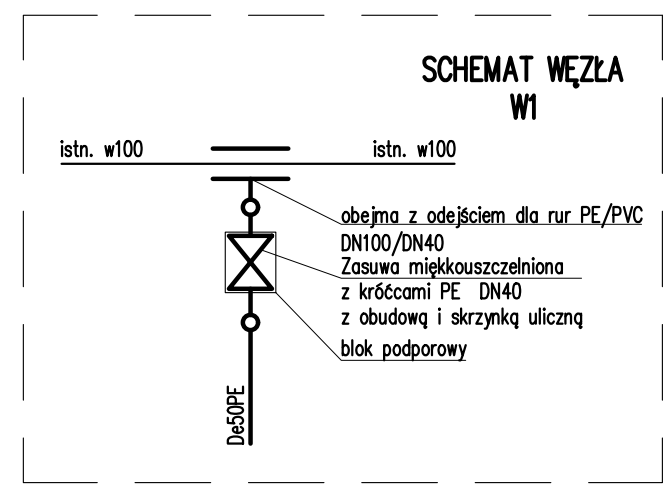 SCHEMAT WĘZŁA
W1
istn. w100
istn. w100
obejma z odejściem dla rur PE/PVC
DN100/DN40
Zasuwa miękkouszczelniona
z króćcami PE DN40
z obudową i skrzynką uliczną
blok podporowy
De50PE